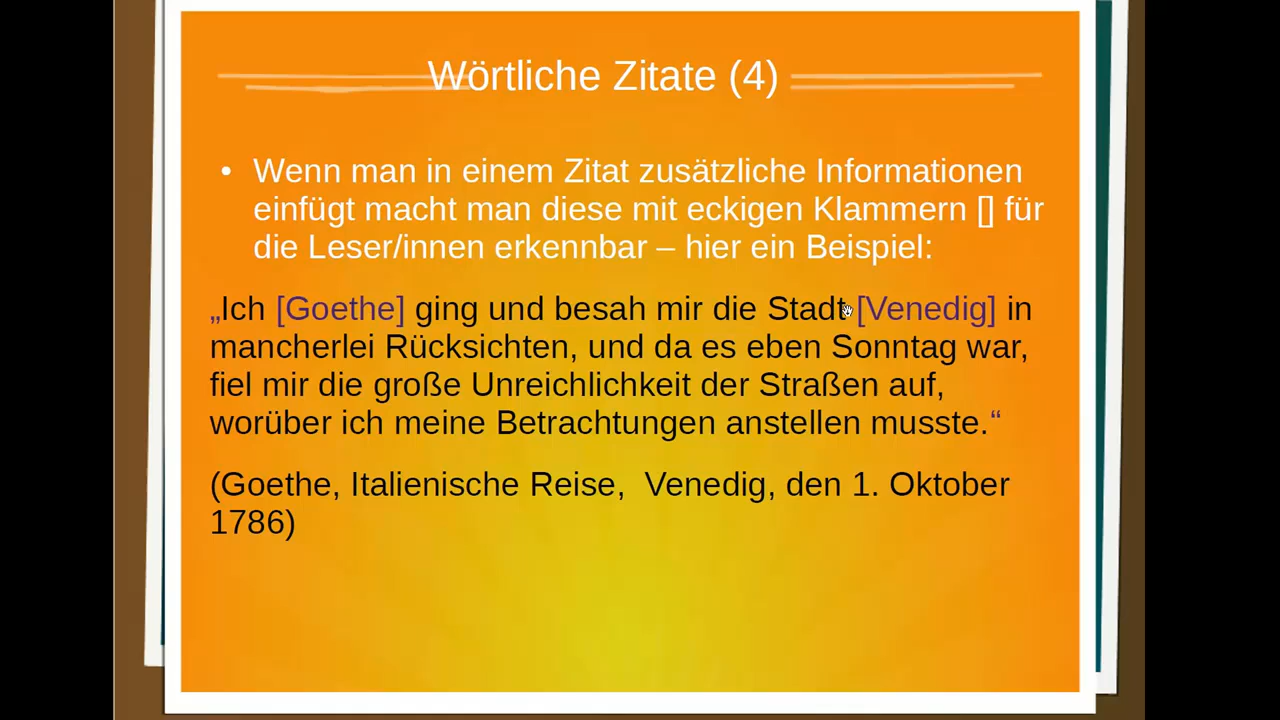 Wörtliche Zitate (4)
• Wenn man in einem Zitat zusätzliche Informationen
einfügt macht man diese mit eckigen Klammern [] für
die Leser/innen erkennbar – hier ein Beispiel:
„Ich [Goethe] ging und besah mir die Stadt [Venedig] in
mancherlei Rücksichten, und da es eben Sonntag war,
fiel mir die große Unreichlichkeit der Straßen auf,
worüber ich meine Betrachtungen anstellen musste.“
(Goethe, Italienische Reise,  Venedig, den 1. Oktober
1786)